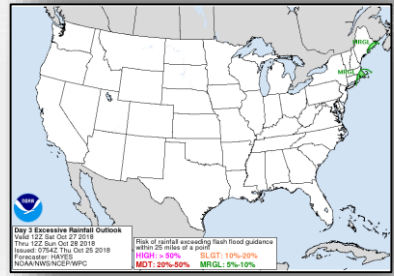 MRGL
MRGL
NOAA
Day 3 Excessive Rainfall Outlook
Valid 12Z Sat Oct 27 2018
Thru 12Z Sun Oct 28 2018
Issued: 0754Z Thu Oct 25 2018
Forecaster: HAYES
NOAA/NWS/NCEP/WPC
Risk of rainfall exceeding flash flood guidance
within 25 miles of a point
HIGH: > 50% SLGT: 10%-20%
MDT: 20%-50% MRGL: 5%-10%